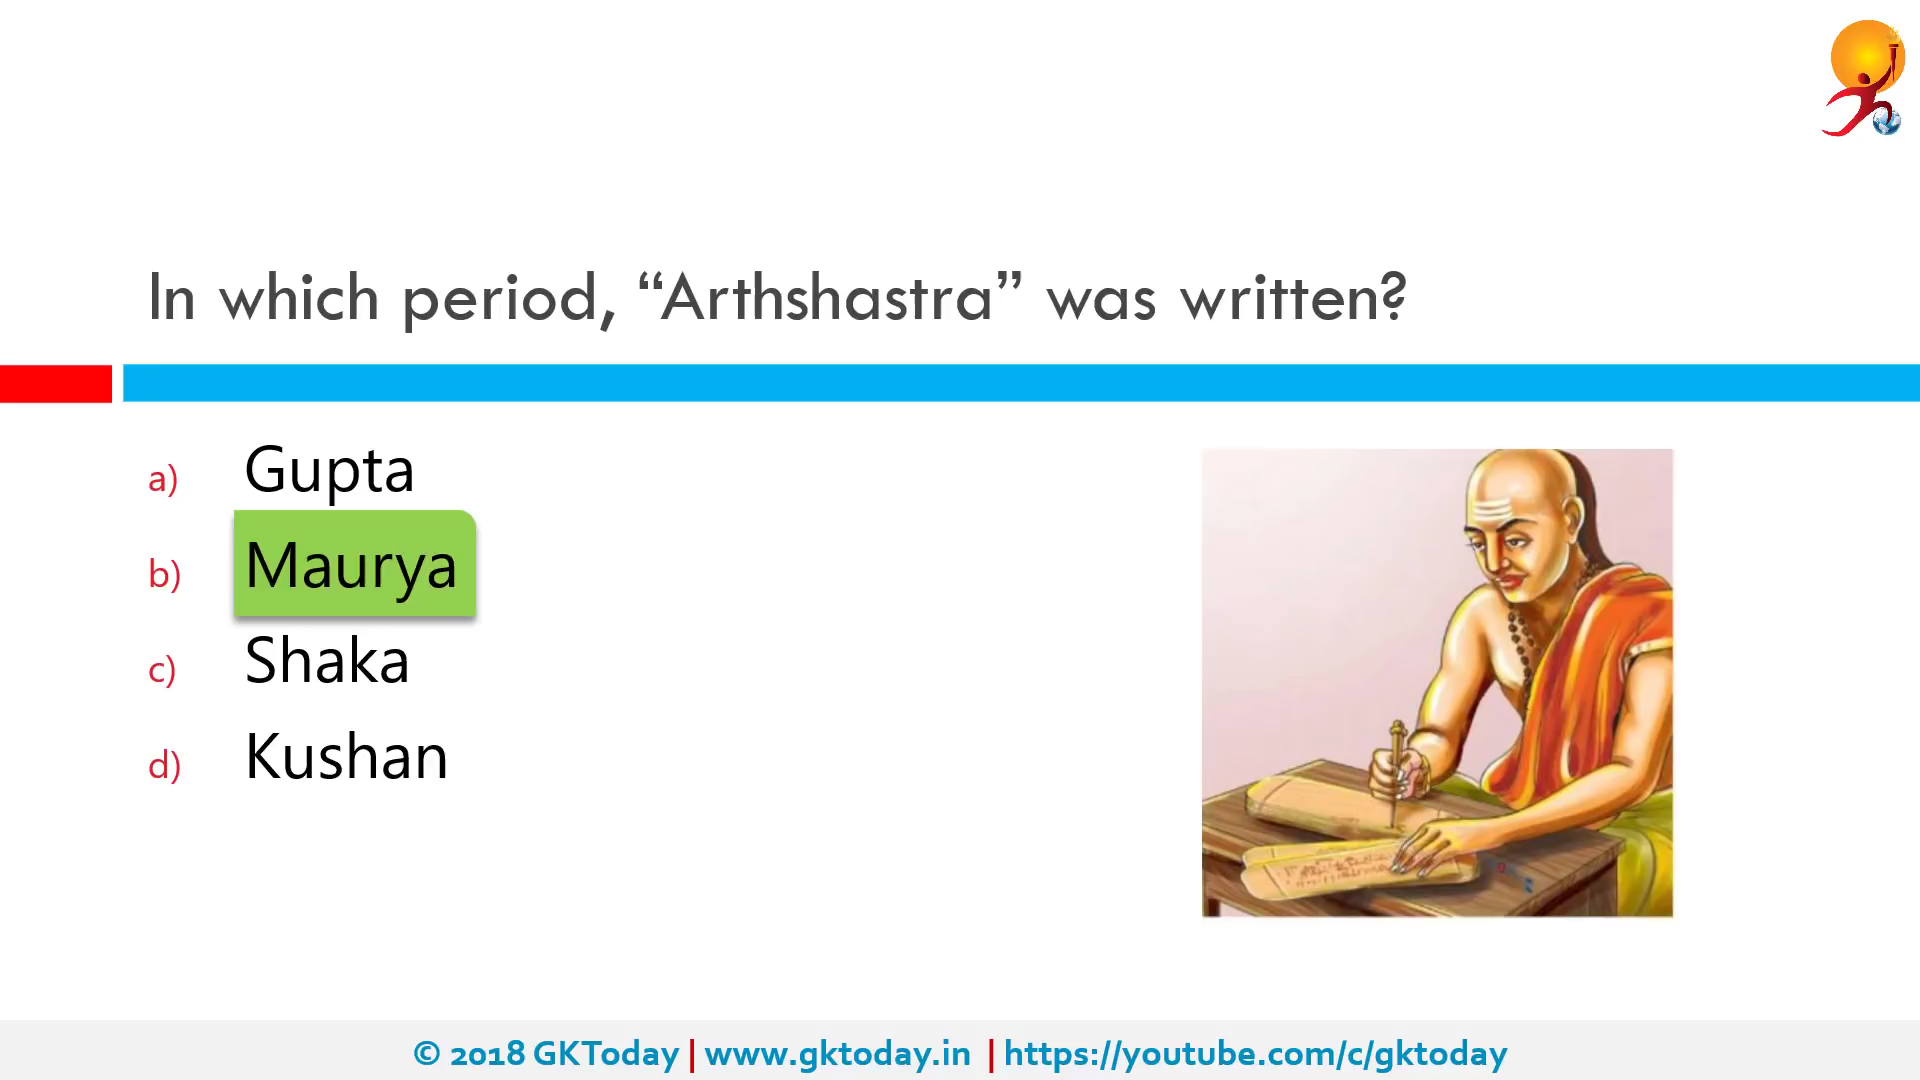 In which period, “Arthshastra” was written?
a) Gupta
b) Maurya
c) Shaka
d) Kushan
© 2018 GKToday | www.gktoday.in | https://youtube.com/c/gktoday